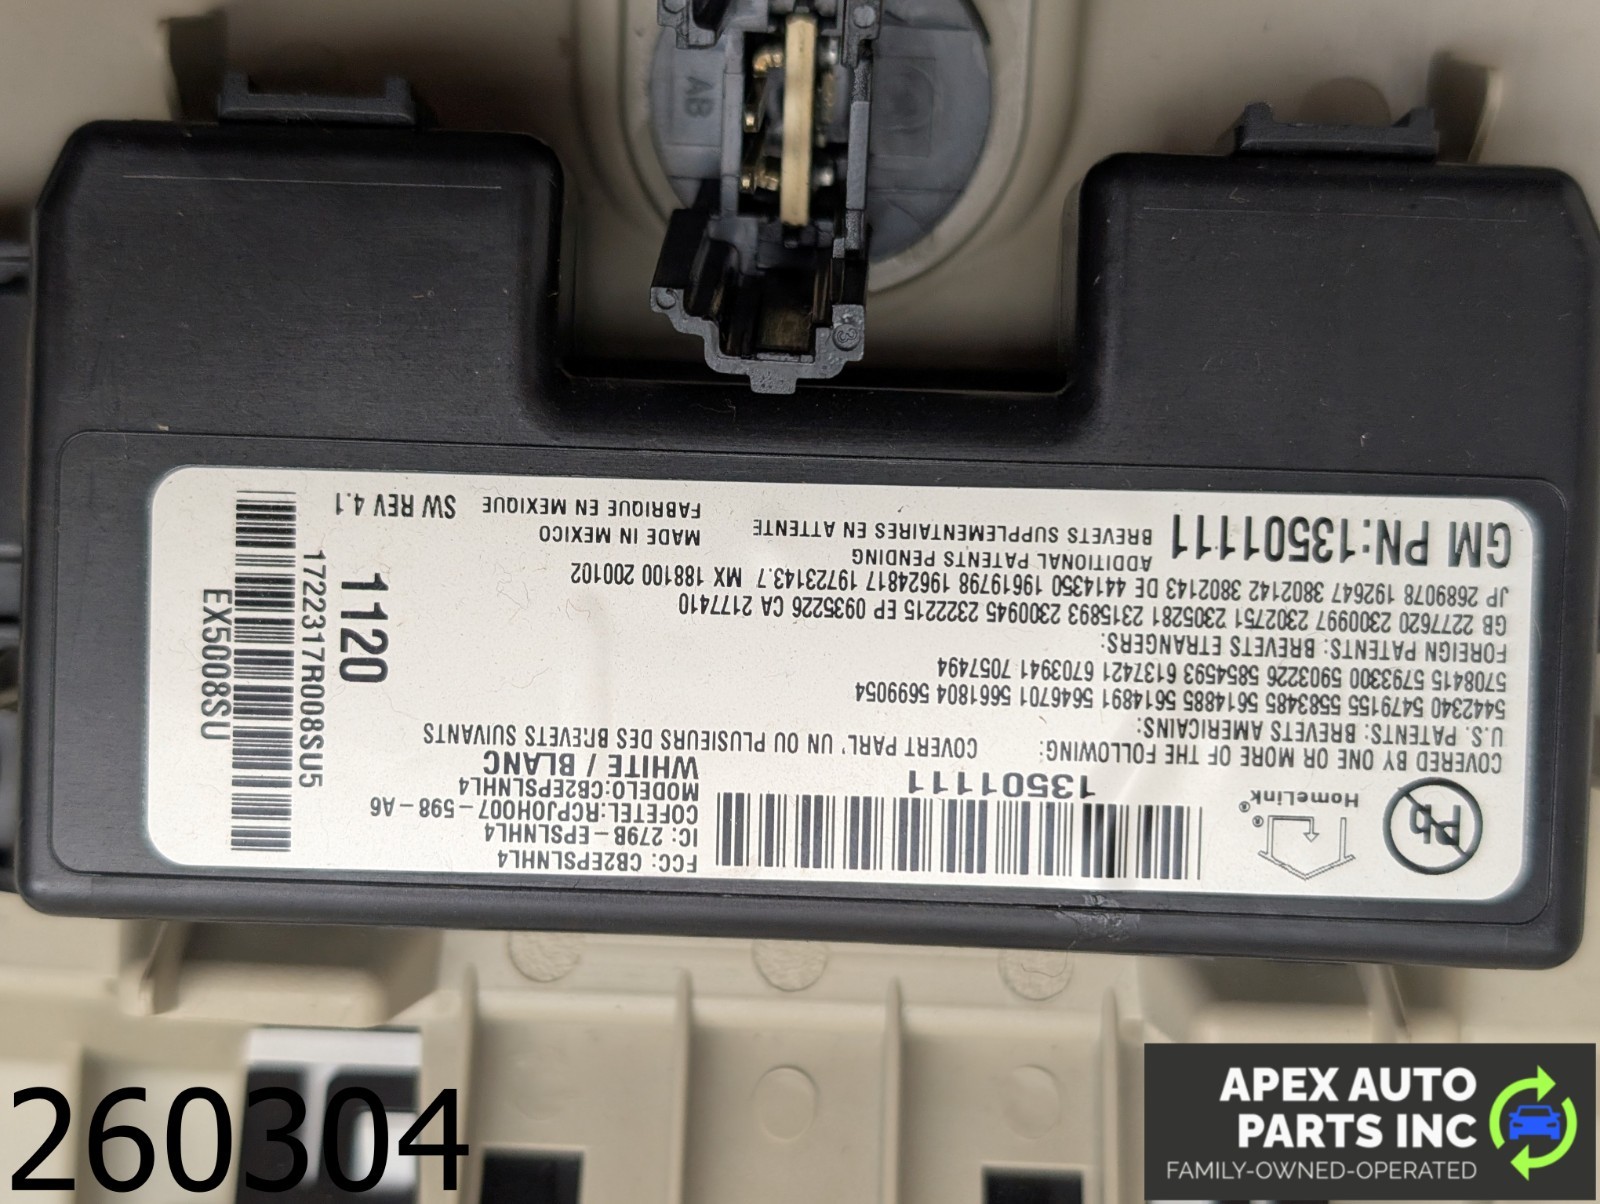 AB
3
GM PN:13501111
BREVETS SUPPLEMENTAIRES EN ATTENTE
ADDITIONAL PATENTS PENDING
FABRIQUE EN MEXIQUE
MADE IN MEXICO
SW REV 4.1
JP 2689078 192647 3802142 3802143 DE 4414350 19619798 19624817 19723143.7 MX 188100 200102
GB 2277620 2300997 2302751 2305281 2315893 2300945 2322215 EP 0935226 CA 2177410
FOREIGN PATENTS: BREVETS ETRANGERS:
5708415 5793300 5903226 5854593 6137421 6703941 7057494
5442340 5479155 5583485 5614885 5614891 5646701 5661804 5699054
U.S. PATENTS: BREVETS AMERICAINS:
COVERED BY ONE OR MORE OF THE FOLLOWING: COVERT PARL' UN OU PLUSIEURS DES BREVETS SUIVANTS
13501111
WHITE / BLANC
MODELO:CB2EPSLNHL4
COFETEL:RCPJOH007-598-A6
IC: 279B-EPSLNHL4
FCC: CB2EPSLNHL4
HomeLink®
®
Pb
1120
1722317R008SU5
EX5008SU
260304
APEX AUTO
PARTS INC
FAMILY-OWNED-OPERATED